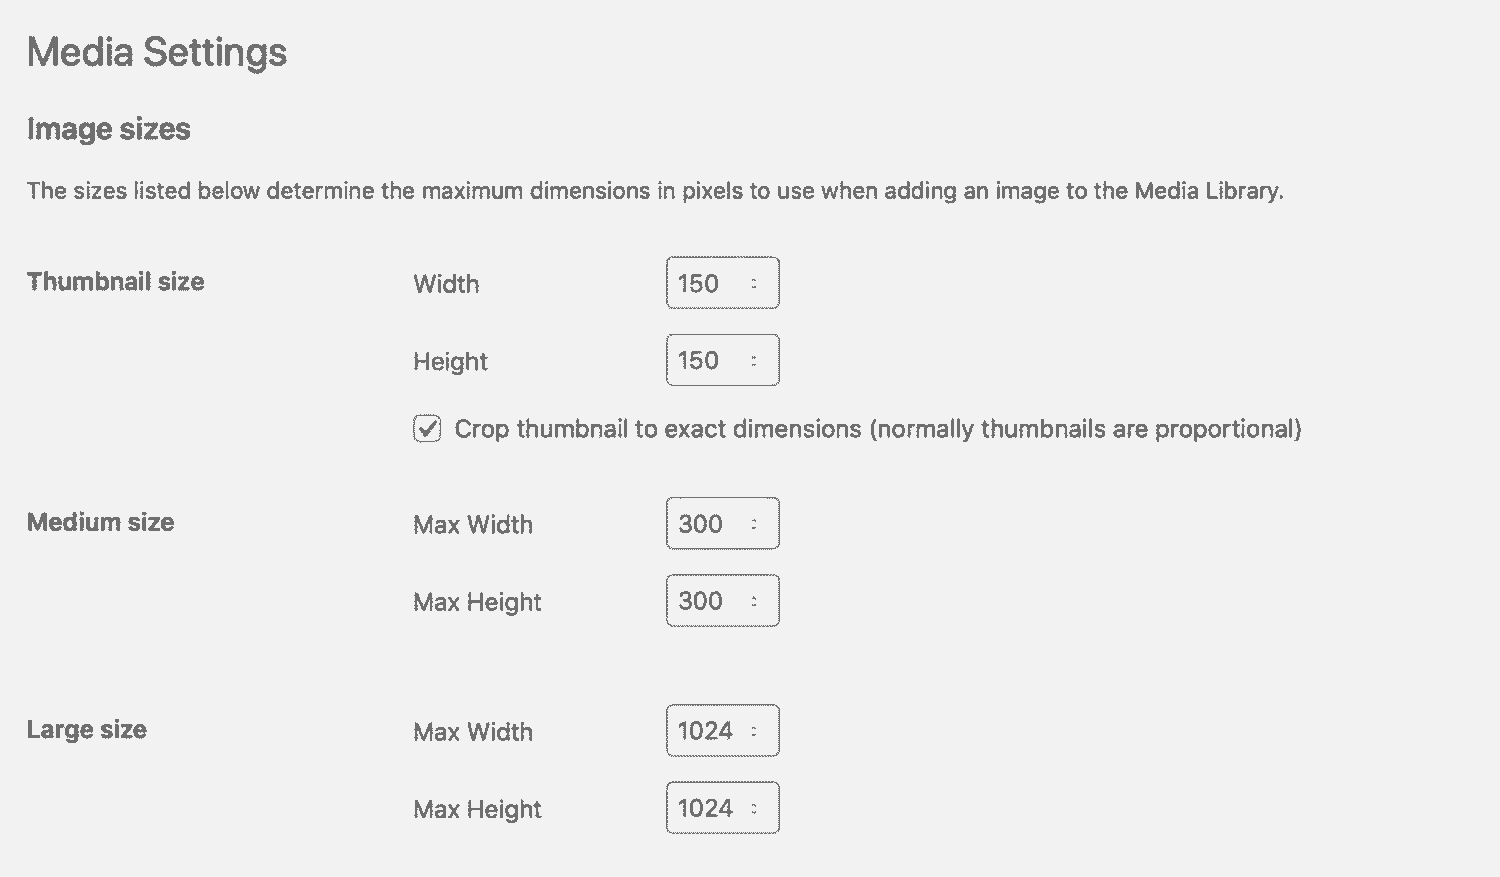 Media Settings
Image sizes
The sizes listed below determine the maximum dimensions in pixels to use when adding an image to the Media Library.
Thumbnail size Width 150
Height 150
Crop thumbnail to exact dimensions (normally thumbnails are proportional)
Medium size Max Width 300
Max Height 300
Large size Max Width 1024
Max Height 1024